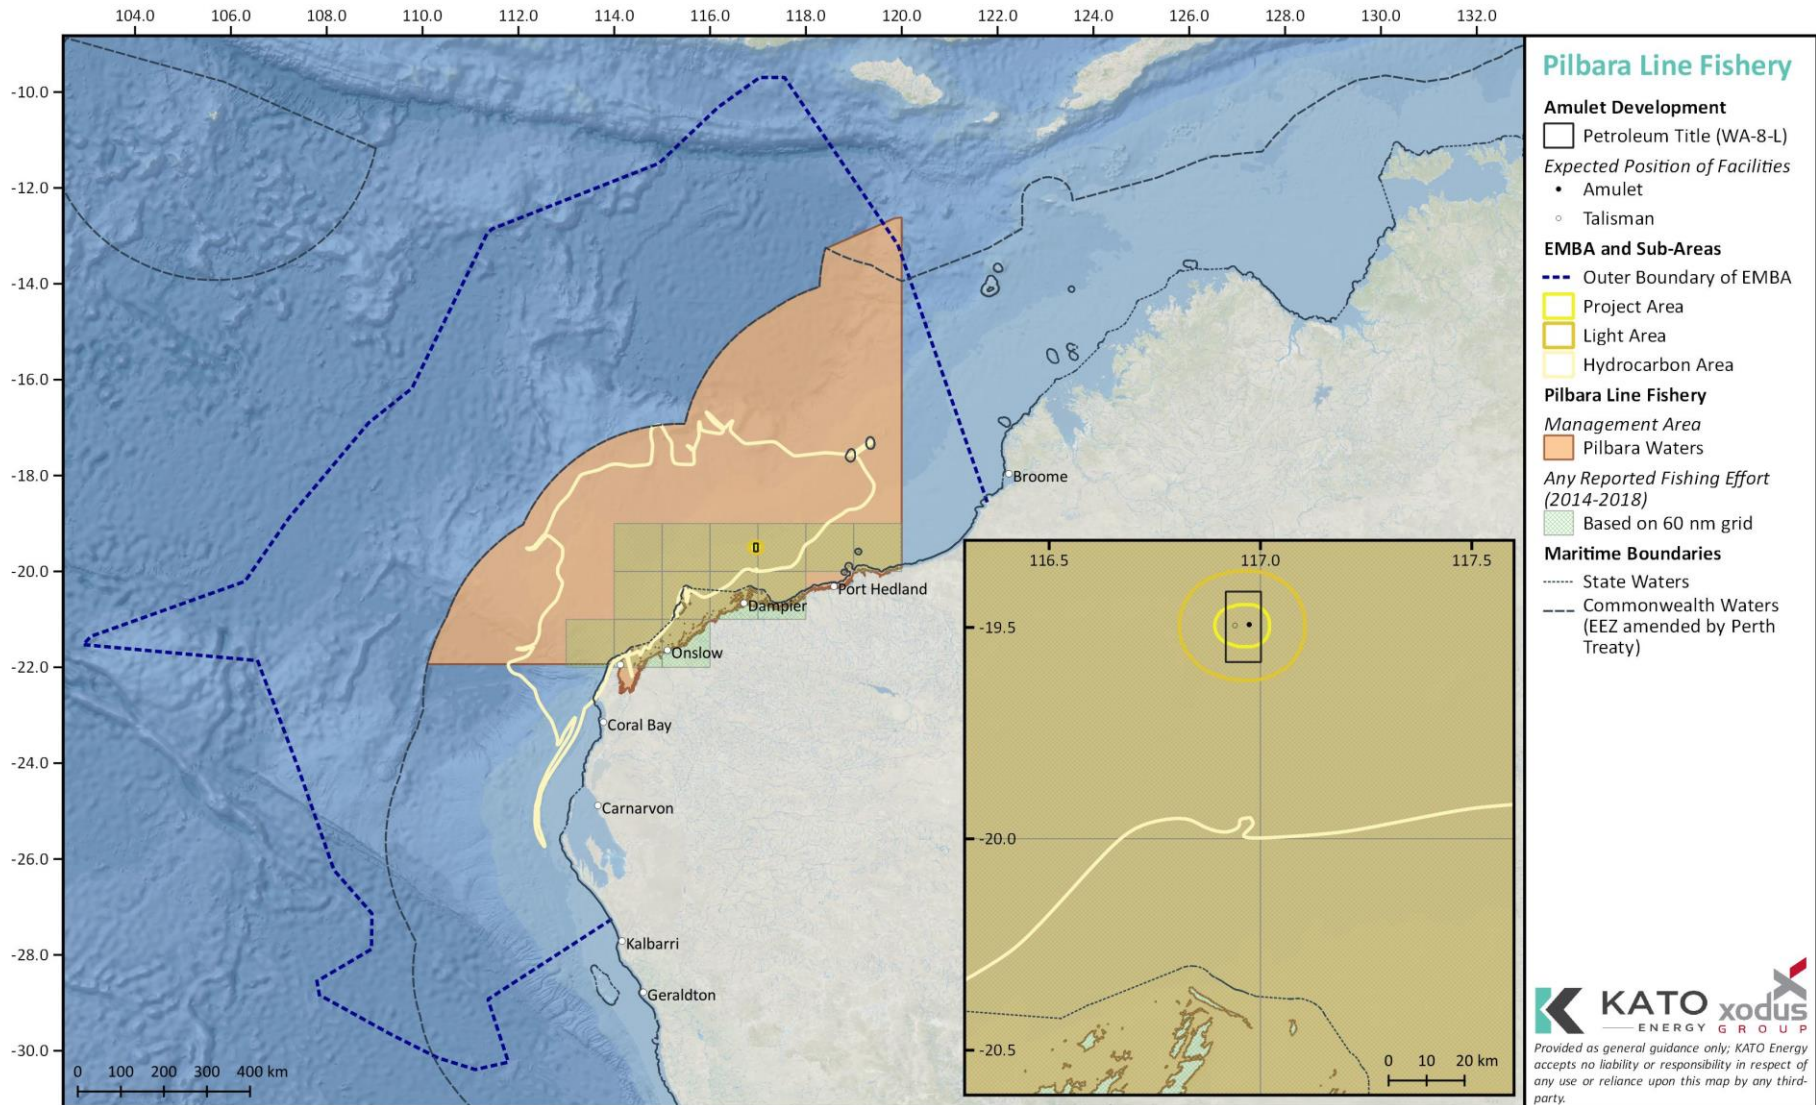 104.0 106.0 108.0 110.0 112.0 114.0 116.0 118.0 120.0 122.0 124.0 126.0 128.0 130.0 132.0
-10.0
-12.0
-14.0
-16.0
-18.0
-20.0
-22.0
-24.0
-26.0
-28.0
-30.0
Broome
Port Hedland
Dampier
Onslow
Coral Bay
Carnarvon
Kalbarri
Geraldton
0 100 200 300 400 km
116.5 117.0 117.5
-19.5
-20.0
-20.5
0 10 20 km
Pilbara Line Fishery
Amulet Development
Petroleum Title (WA-8-L)
Expected Position of Facilities
Amulet
Talisman
EMBA and Sub-Areas
Outer Boundary of EMBA
Project Area
Light Area
Hydrocarbon Area
Pilbara Line Fishery
Management Area
Pilbara Waters
Any Reported Fishing Effort
(2014-2018)
Based on 60 nm grid
Maritime Boundaries
State Waters
Commonwealth Waters
(EEZ amended by Perth
Treaty)
KATO
ENERGY
xodus
GROUP
Provided as general guidance only; KATO Energy
accepts no liability or responsibility in respect of
any use or reliance upon this map by any third-
party.